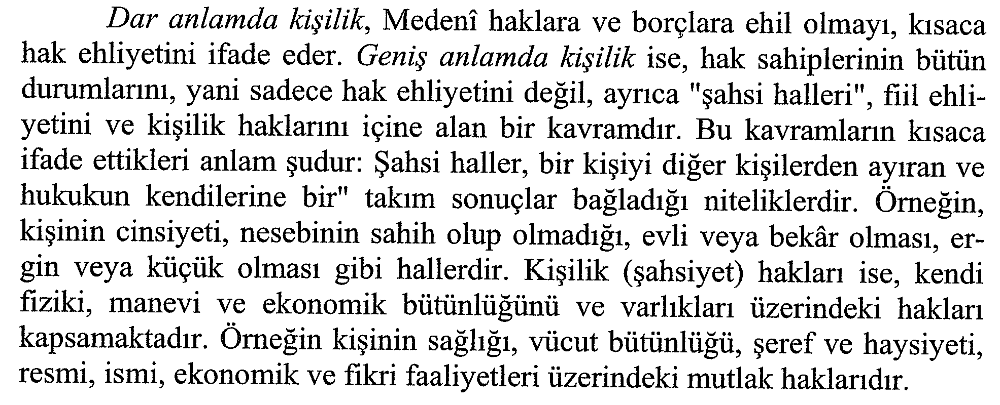 Dar anlamda kişilik, Medenî haklara ve borçlara ehil olmayı, kısaca
hak ehliyetini ifade eder. Geniş anlamda kişilik ise, hak sahiplerinin bütün
durumlarını, yani sadece hak ehliyetini değil, ayrıca "şahsi halleri", fiil ehli-
yetini ve kişilik haklarını içine alan bir kavramdır. Bu kavramların kısaca
ifade ettikleri anlam şudur: Şahsi haller, bir kişiyi diğer kişilerden ayıran ve
hukukun kendilerine bir" takım sonuçlar bağladığı niteliklerdir. Örneğin,
kişinin cinsiyeti, nesebinin sahih olup olmadığı, evli veya bekâr olması, er-
gin veya küçük olması gibi hallerdir. Kişilik (şahsiyet) hakları ise, kendi
fiziki, manevi ve ekonomik bütünlüğünü ve varlıkları üzerindeki hakları
kapsamaktadır. Örneğin kişinin sağlığı, vücut bütünlüğü, şeref ve haysiyeti,
resmi, ismi, ekonomik ve fikri faaliyetleri üzerindeki mutlak haklarıdır.